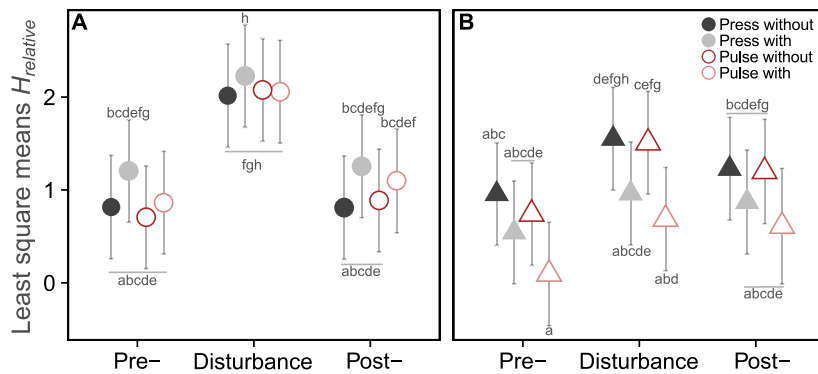 A
B
Press without
Press with
Pulse without
Pulse with
Least square means H relative
2
1
0
h
bcdefg
fgh
bcdefg
bcdef
abcde
abcde
defgh
cefg
bcdefg
abc
abcde
abcde
abd
abcde
a
Pre–
Disturbance
Post–
Pre–
Disturbance
Post–